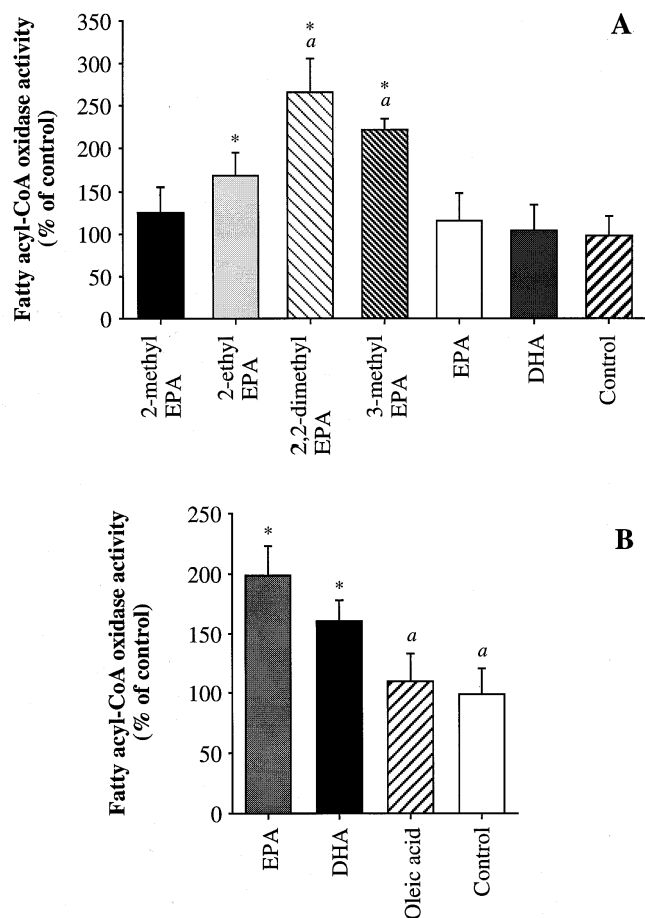 A
Fatty acyl-CoA oxidase activity
(% of control)
350
300
250
200
150
100
50
0
*
a
*
*
a
2-methyl
EPA
2-ethyl
EPA
2,2-dimethyl
EPA
3-methyl
EPA
EPA
DHA
Control
B
Fatty acyl-CoA oxidase activity
(% of control)
250
200
150
100
50
0
*
*
a
a
EPA
DHA
Oleic acid
Control